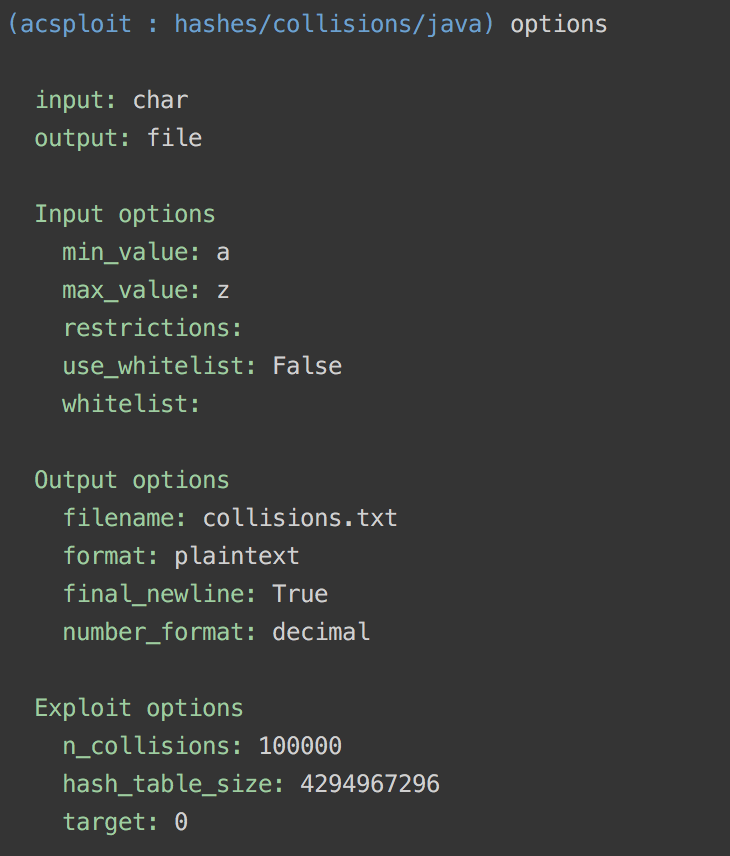 (acsploit : hashes/collisions/java) options
input: char
output: file
Input options
min_value: a
max_value: z
restrictions:
use_whitelist: False
whitelist:
Output options
filename: collisions.txt
format: plaintext
final_newline: True
number_format: decimal
Exploit options
n_collisions: 100000
hash_table_size: 4294967296
target: 0